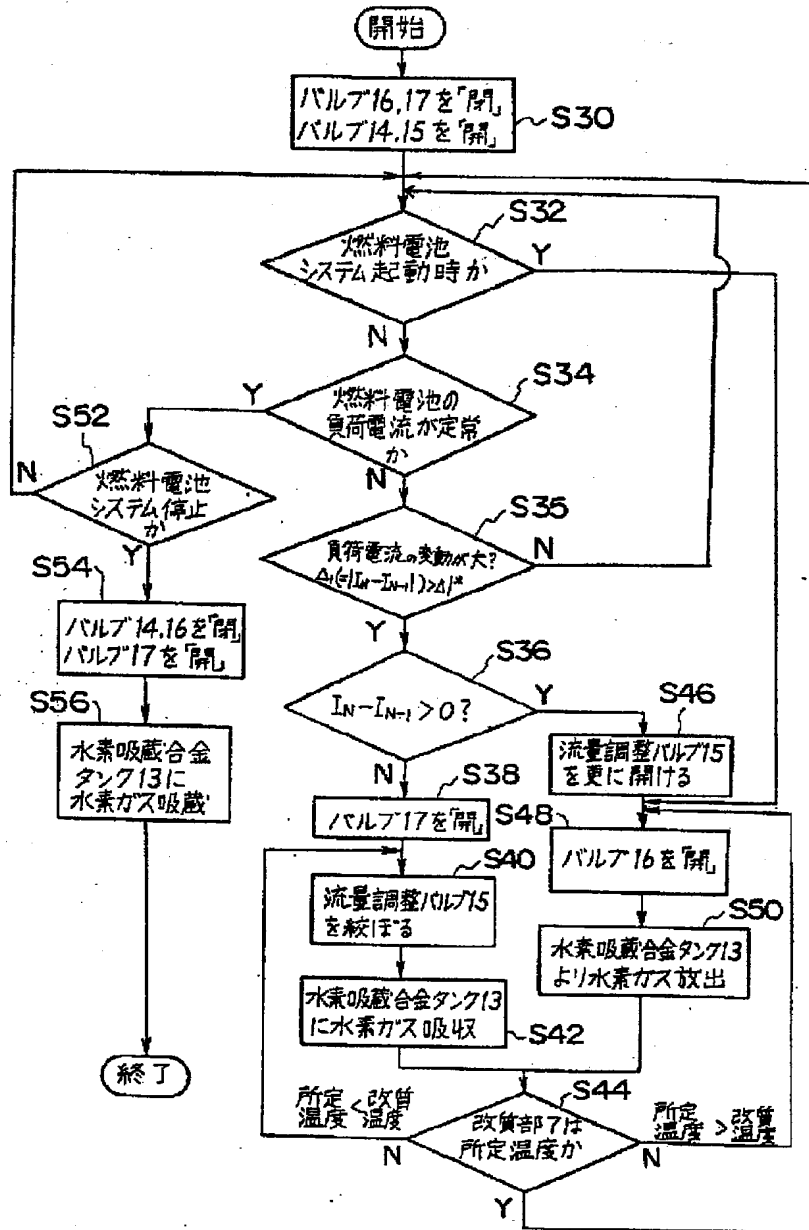 開始
バルブ16,17を「閉」
バルブ14.15を「開」
S30
S32
燃料電池
システム起動時か
Y
N
S34
Y
燃料電池の
負荷電流が定常
か
N
S52
N
燃料電池
システム停止
か
Y
S35
負荷電流の変動が大?
Δı(=|IN-IN-1|)>ΔI*
N
Y
S54
バルブ14.16を「閉」
バルブ17を「開」
S36
IN-IN-1>0?
Y
N
S56
水素吸蔵合金
タンク13に
水素ガス吸蔵
S46
流量調整バルブ15
を更に開ける
S38
バルブ17を「開」
S48
バルブ16を「開」
S40
流量調整バルブ15
を絞ぼる
S50
水素吸蔵合金タンク13
より水素ガス放出
水素吸蔵合金タンク13
に水素ガス吸収
S42
終了
S44
所定 < 改質
温度 温度
N
改質部7は
所定温度か
所定 > 改質
温度 温度
N
Y